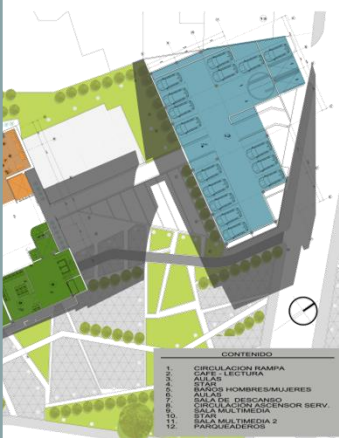 CONTENIDO
1. CIRCULACION RAMPA
2. CAFE - LECTURA
3. AULAS
4. STAR
5. BAÑOS HOMBRES/MUJERES
6. AULAS
7. SALA DE DESCANSO
8. CIRCULACION ASCENSOR SERV.
9. SALA MULTIMEDIA
10. STAR
11. SALA MULTIMEDIA 2
12. PARQUEADEROS